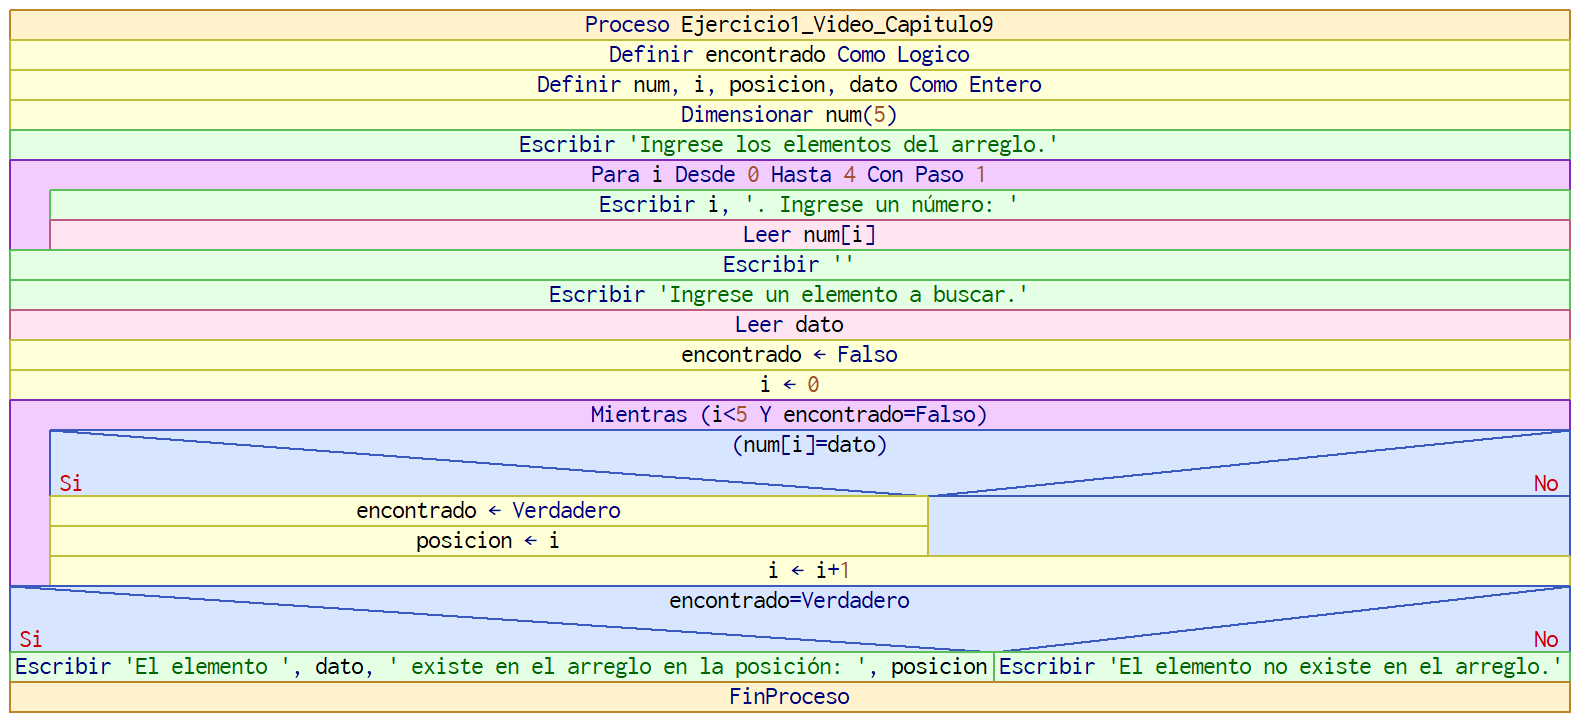 Proceso Ejercicio1_Video_Capitulo9
Definir encontrado Como Logico
Definir num, i, posicion, dato Como Entero
Dimensionar num(5)
Escribir 'Ingrese los elementos del arreglo.'
Para i Desde 0 Hasta 4 Con Paso 1
Escribir i, '. Ingrese un número: '
Leer num[i]
Escribir ''
Escribir 'Ingrese un elemento a buscar.'
Leer dato
encontrado ← Falso
i ← 0
Mientras (i<5 Y encontrado=Falso)
(num[i]=dato)
Si No
encontrado ← Verdadero
posicion ← i
i ← i+1
encontrado=Verdadero
Si No
Escribir 'El elemento ', dato, ' existe en el arreglo en la posición: ', posicion Escribir 'El elemento no existe en el arreglo.'
FinProceso